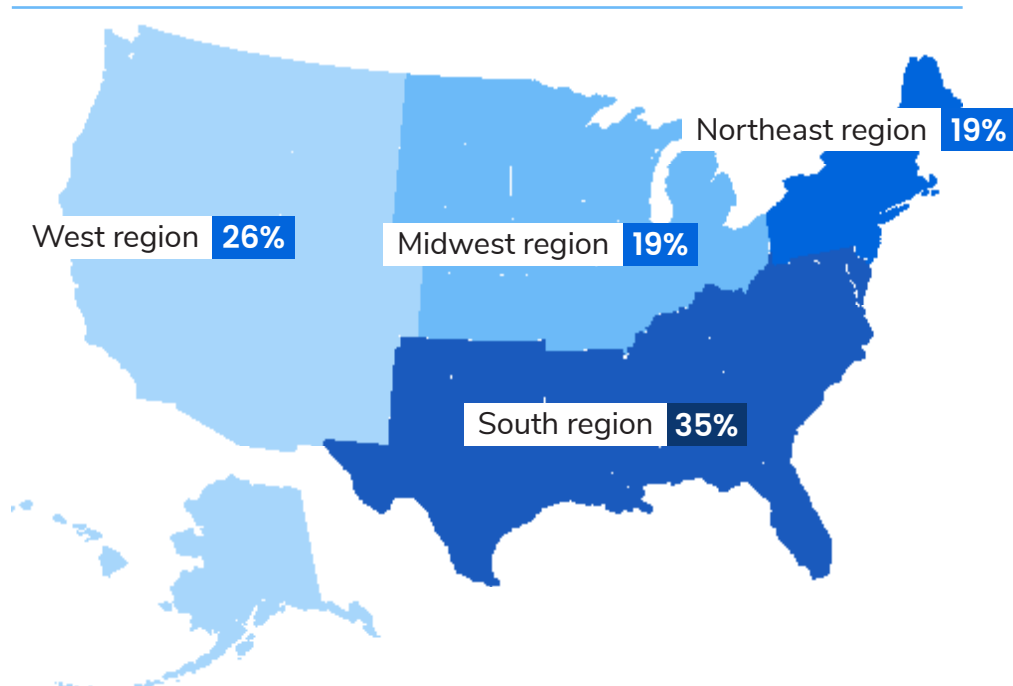 Northeast region 19%
West region 26%
Midwest region 19%
South region 35%